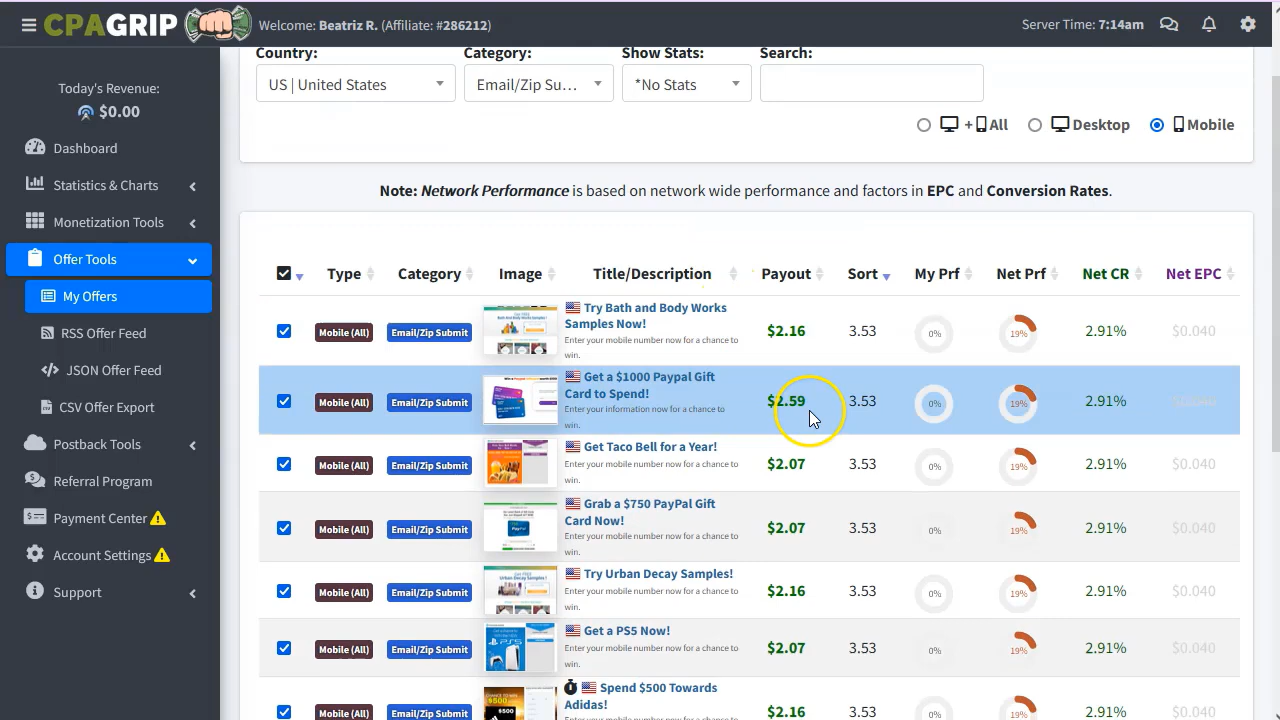 CPAGRIP Welcome: Beatriz R. (Affiliate: #286212) Server Time: 7:14am
Today's Revenue:
$0.00
Dashboard
Statistics & Charts
Monetization Tools
Offer Tools
My Offers
RSS Offer Feed
JSON Offer Feed
CSV Offer Export
Postback Tools
Referral Program
Payment Center
Account Settings
Support
Country: Category: Show Stats: Search:
US | United States Email/Zip Su... *No Stats
+ All Desktop Mobile
Note: Network Performance is based on network wide performance and factors in EPC and Conversion Rates.
Type Category Image Title/Description Payout Sort My Prf Net Prf Net CR Net EPC
Mobile (All) Email/Zip Submit Try Bath and Body Works
Samples Now!
Enter your mobile number now for a chance to
win.
$2.16 3.53 0% 19% 2.91% $0.040
Mobile (All) Email/Zip Submit Get a $1000 Paypal Gift
Card to Spend!
Enter your information now for a chance to
win.
$2.59 3.53 0% 19% 2.91% $0.040
Mobile (All) Email/Zip Submit Get Taco Bell for a Year!
Enter your mobile number now for a chance to
win.
$2.07 3.53 0% 19% 2.91% $0.040
Mobile (All) Email/Zip Submit Grab a $750 PayPal Gift
Card Now!
Enter your mobile number now for a chance to
win.
$2.07 3.53 0% 19% 2.91% $0.040
Mobile (All) Email/Zip Submit Try Urban Decay Samples!
Enter your mobile number now for a chance to
win.
$2.16 3.53 0% 19% 2.91% $0.040
Mobile (All) Email/Zip Submit Get a PS5 Now!
Enter your mobile number now for a chance to
win.
$2.07 3.53 0% 19% 2.91% $0.040
Mobile (All) Email/Zip Submit Spend $500 Towards
Adidas!
$2.16 3.53 0% 19% 2.91% $0.040